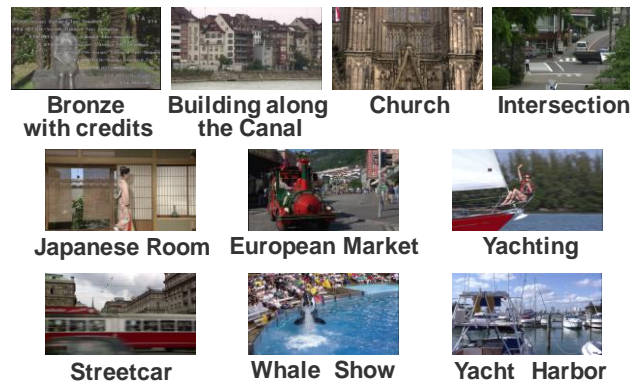 Bronze
with credits
Building along
the Canal
Church
Intersection
Japanese Room
European Market
Yachting
Streetcar
Whale Show
Yacht Harbor